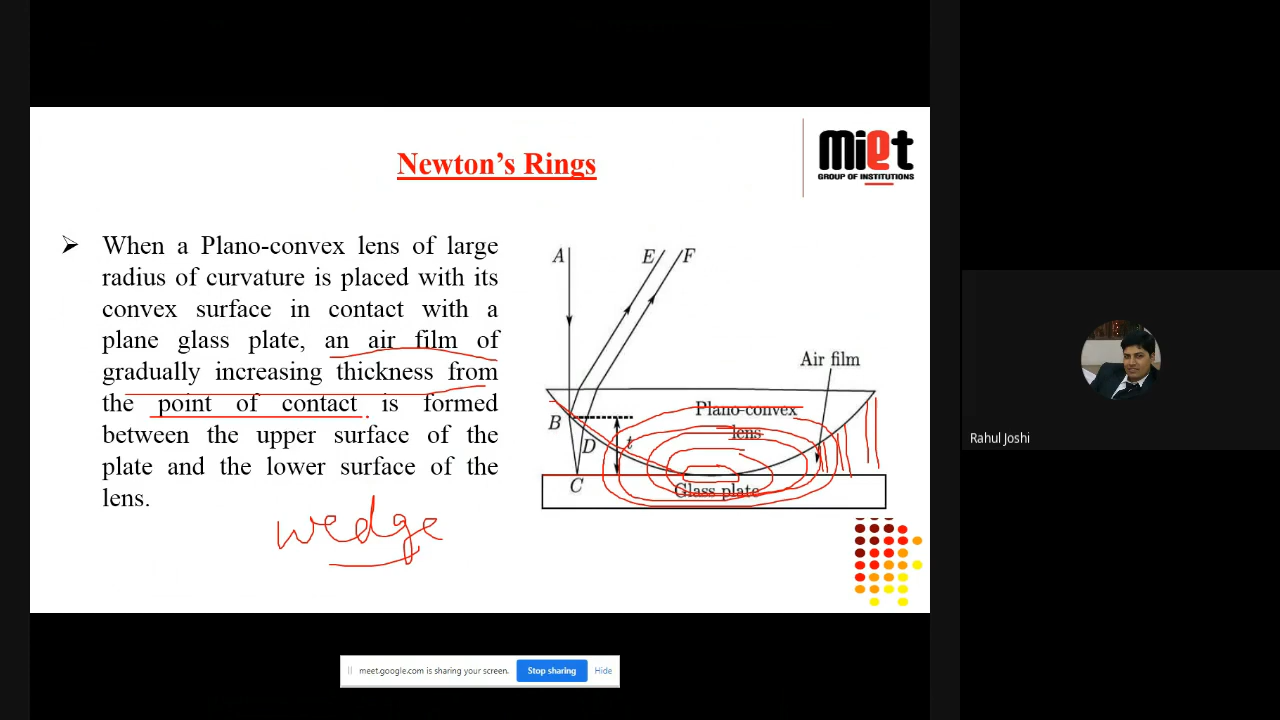 Newton's Rings
miet
GROUP OF INSTITUTIONS
➢ When a Plano-convex lens of large
radius of curvature is placed with its
convex surface in contact with a
plane glass plate, an air film of
gradually increasing thickness from
the point of contact is formed
between the upper surface of the
plate and the lower surface of the
lens.
wedge
A
E
F
Air film
Plano-convex
lens
B
D
t
C
Glass plate
Rahul Joshi
meet.google.com is sharing your screen.
Stop sharing
Hide